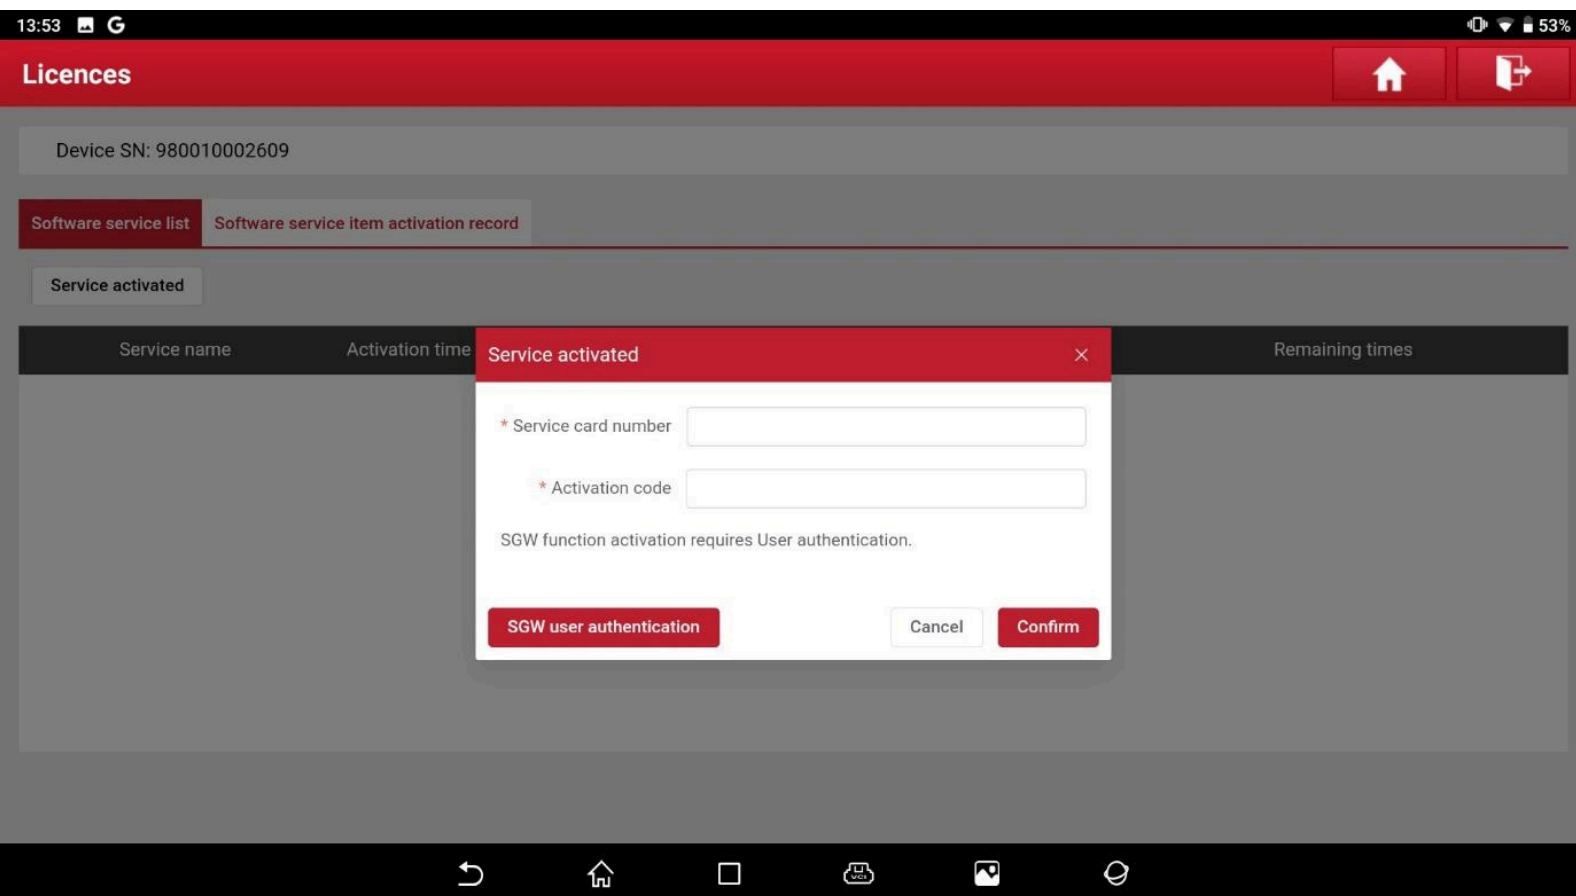 13:53 G 53%
Licences
Device SN: 980010002609
Software service list Software service item activation record
Service activated
Service name Activation time Remaining times
Service activated
* Service card number
* Activation code
SGW function activation requires User authentication.
SGW user authentication Cancel Confirm
VCI